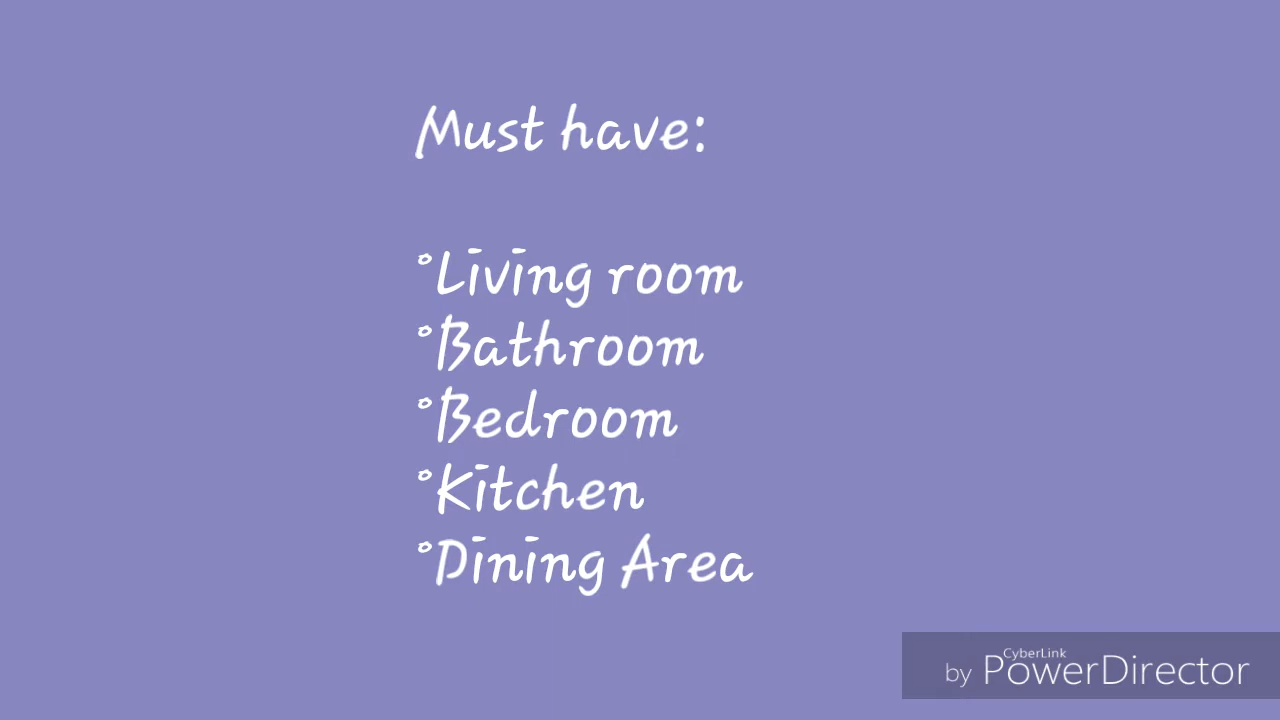 Must have:
°Living room
°Bathroom
°Bedroom
°Kitchen
°Dining Area
CyberLink
by PowerDirector